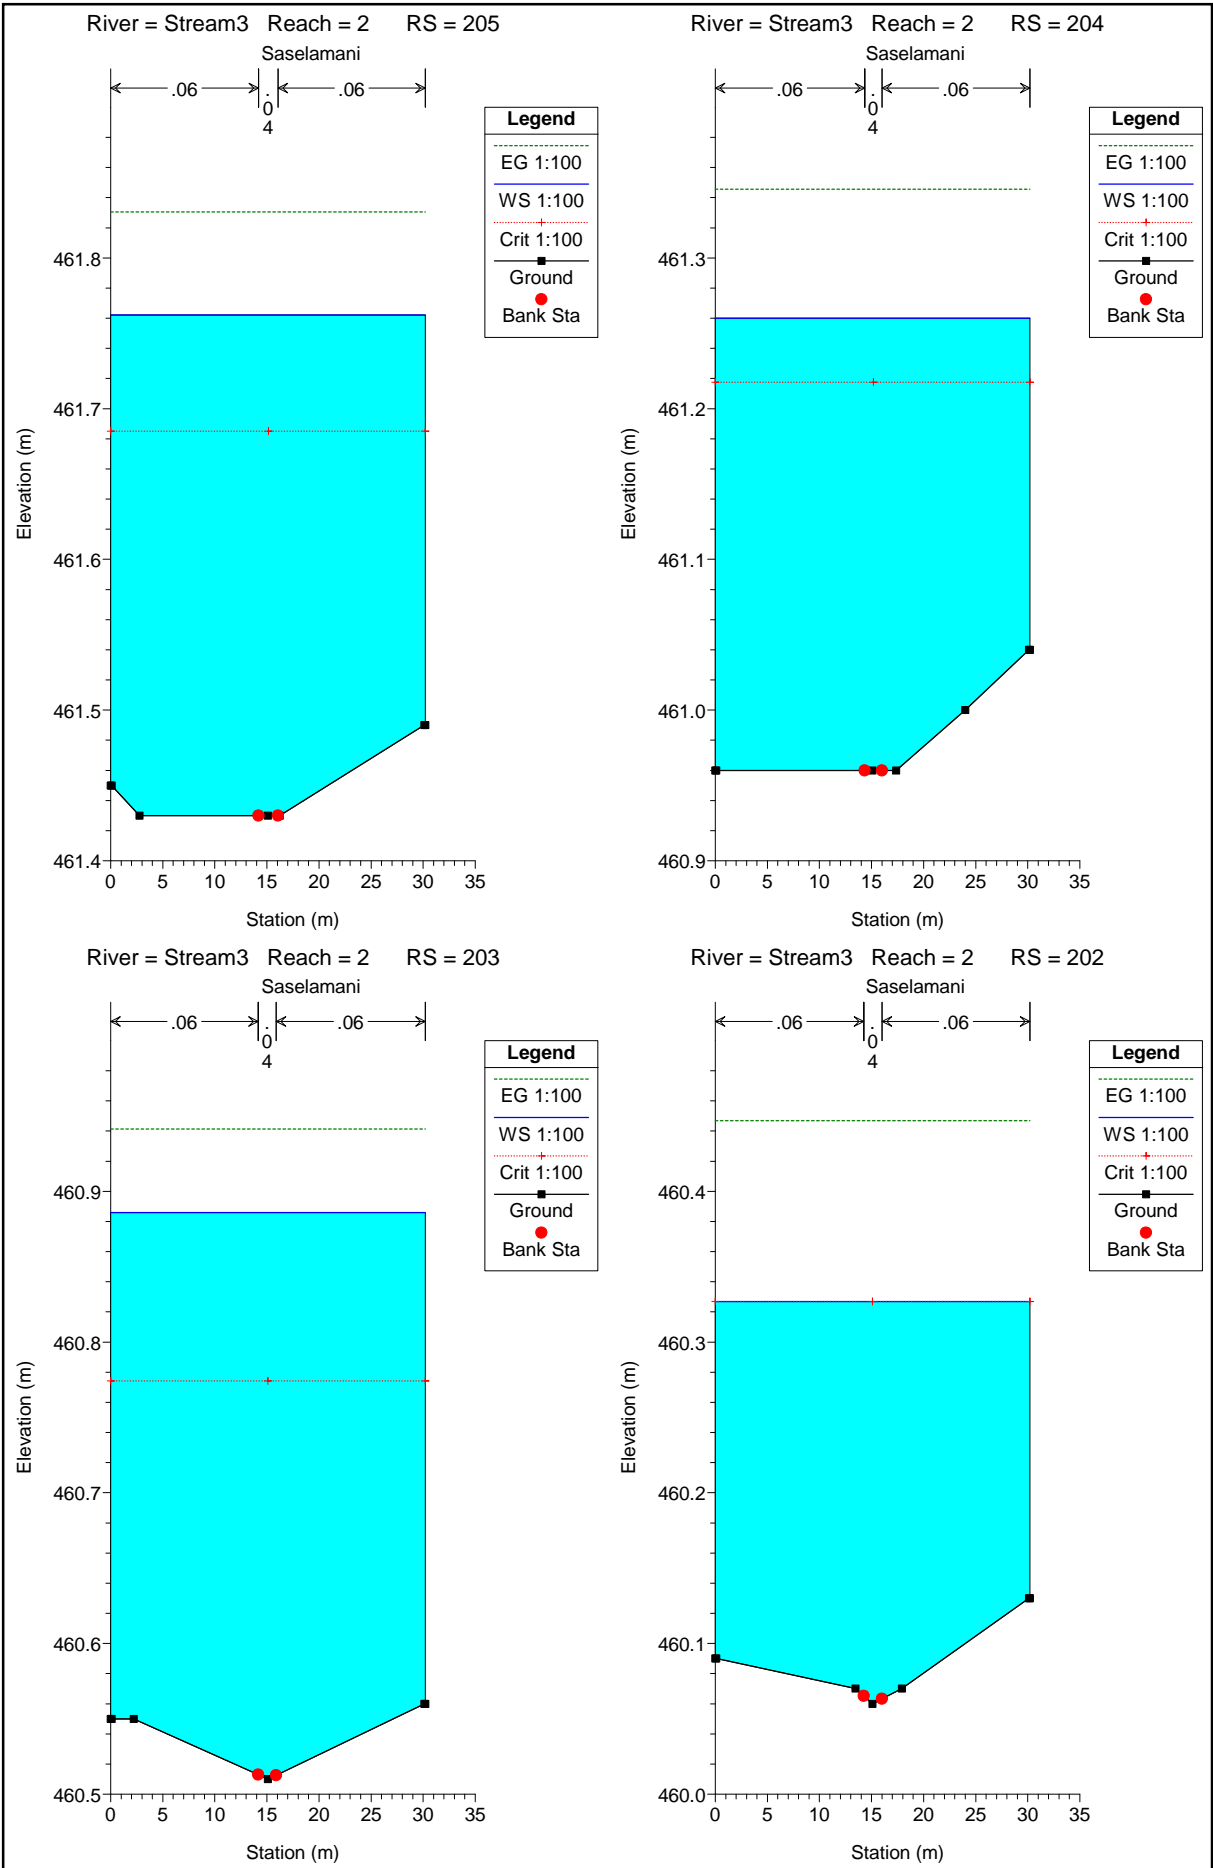 River = Stream3 Reach = 2 RS = 205
Saselamani
.06
.04
.06
Legend
EG 1:100
WS 1:100
Crit 1:100
Ground
Bank Sta
461.8
461.7
461.6
461.5
461.4
Elevation (m)
0 5 10 15 20 25 30 35
Station (m)
River = Stream3 Reach = 2 RS = 204
Saselamani
.06
.04
.06
Legend
EG 1:100
WS 1:100
Crit 1:100
Ground
Bank Sta
461.3
461.2
461.1
461.0
460.9
Elevation (m)
0 5 10 15 20 25 30 35
Station (m)
River = Stream3 Reach = 2 RS = 203
Saselamani
.06
.04
.06
Legend
EG 1:100
WS 1:100
Crit 1:100
Ground
Bank Sta
460.9
460.8
460.7
460.6
460.5
Elevation (m)
0 5 10 15 20 25 30 35
Station (m)
River = Stream3 Reach = 2 RS = 202
Saselamani
.06
.04
.06
Legend
EG 1:100
WS 1:100
Crit 1:100
Ground
Bank Sta
460.4
460.3
460.2
460.1
460.0
Elevation (m)
0 5 10 15 20 25 30 35
Station (m)